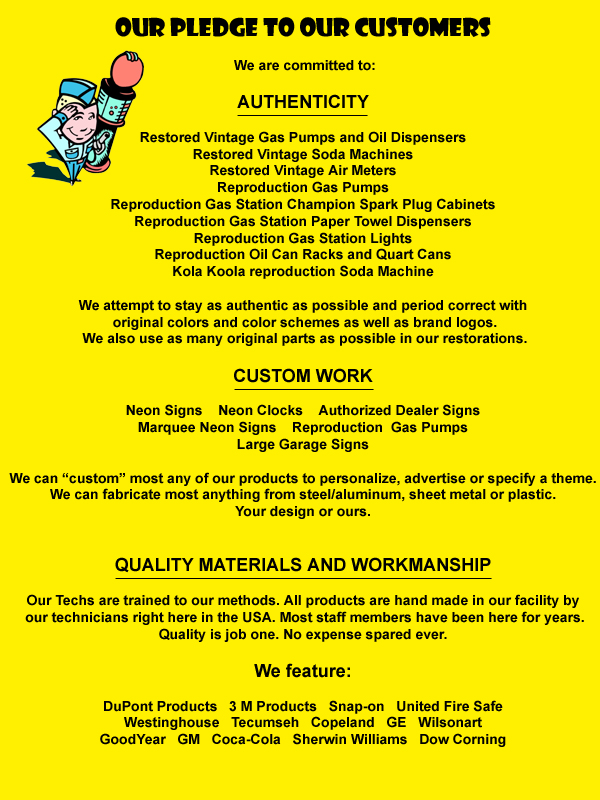 OUR PLEDGE TO OUR CUSTOMERS
We are committed to:
AUTHENTICITY
Restored Vintage Gas Pumps and Oil Dispensers
Restored Vintage Soda Machines
Restored Vintage Air Meters
Reproduction Gas Pumps
Reproduction Gas Station Champion Spark Plug Cabinets
Reproduction Gas Station Paper Towel Dispensers
Reproduction Gas Station Lights
Reproduction Oil Can Racks and Quart Cans
Kola Koola reproduction Soda Machine
We attempt to stay as authentic as possible and period correct with
original colors and color schemes as well as brand logos.
We also use as many original parts as possible in our restorations.
CUSTOM WORK
Neon Signs Neon Clocks Authorized Dealer Signs
Marquee Neon Signs Reproduction Gas Pumps
Large Garage Signs
We can “custom” most any of our products to personalize, advertise or specify a theme.
We can fabricate most anything from steel/aluminum, sheet metal or plastic.
Your design or ours.
QUALITY MATERIALS AND WORKMANSHIP
Our Techs are trained to our methods. All products are hand made in our facility by
our technicians right here in the USA. Most staff members have been here for years.
Quality is job one. No expense spared ever.
We feature:
DuPont Products 3 M Products Snap-on United Fire Safe
Westinghouse Tecumseh Copeland GE Wilsonart
GoodYear GM Coca-Cola Sherwin Williams Dow Corning